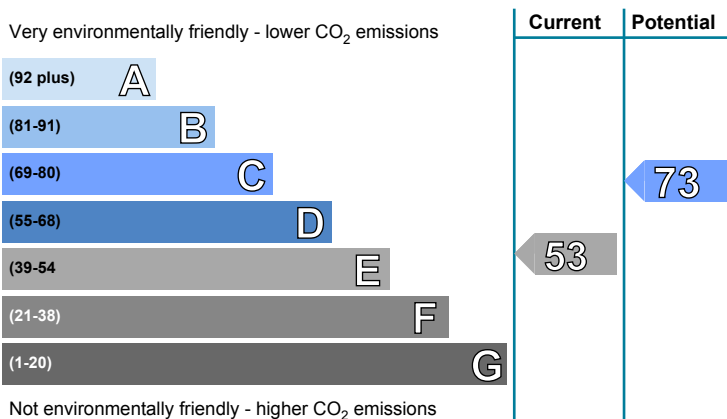 Very environmentally friendly - lower CO2 emissions
Current
Potential
(92 plus) A
(81-91) B
(69-80) C
73
(55-68) D
(39-54 E
53
(21-38) F
(1-20) G
Not environmentally friendly - higher CO2 emissions